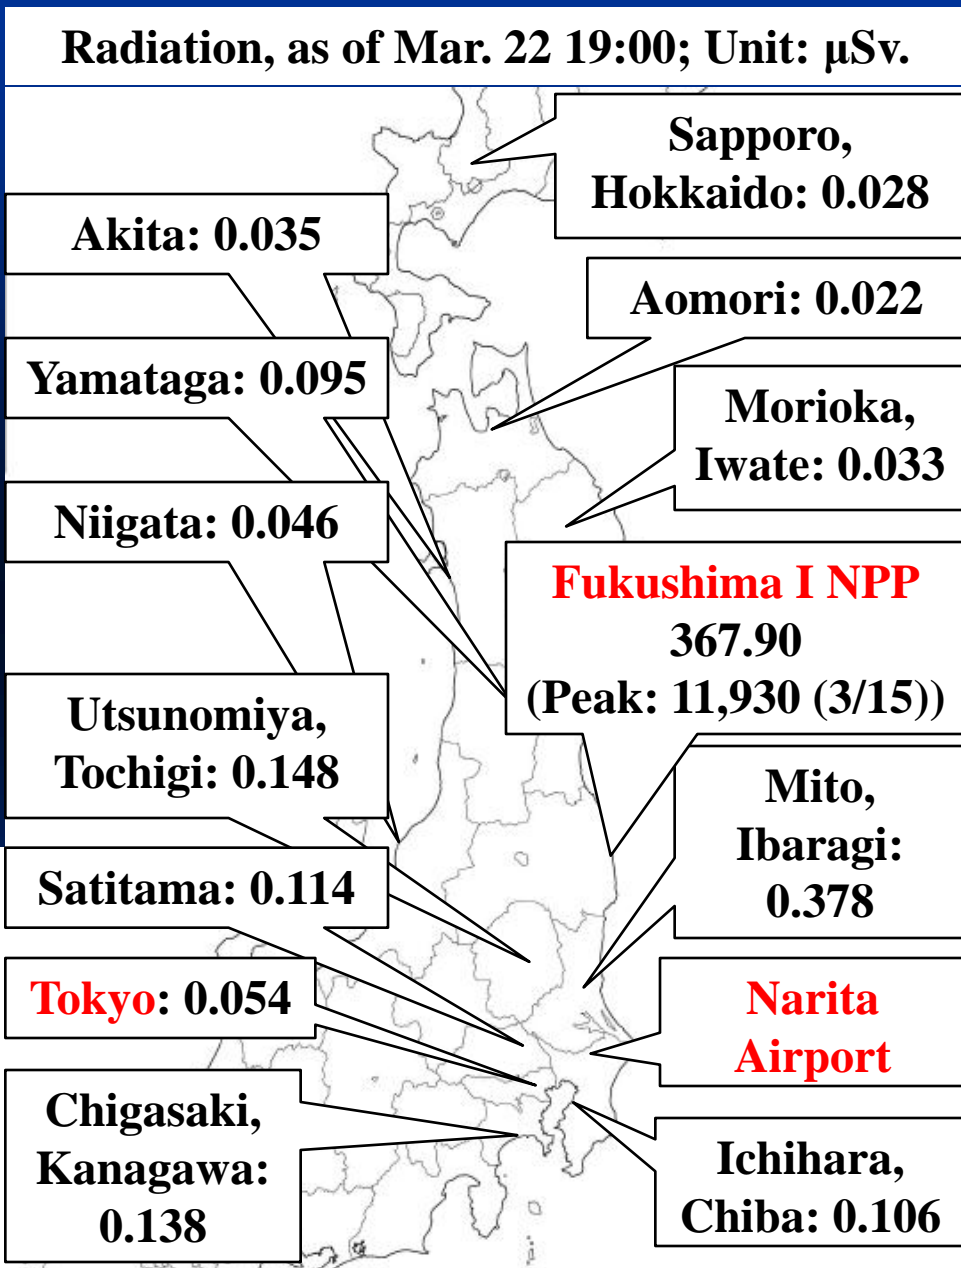 Radiation, as of Mar. 22 19:00; Unit: μSv.
Sapporo,
Hokkaido: 0.028
Akita: 0.035
Aomori: 0.022
Yamataga: 0.095
Morioka,
Iwate: 0.033
Niigata: 0.046
Fukushima I NPP
367.90
(Peak: 11,930 (3/15))
Utsunomiya,
Tochigi: 0.148
Mito,
Ibaragi:
0.378
Satitama: 0.114
Tokyo: 0.054
Narita
Airport
Chigasaki,
Kanagawa:
0.138
Ichihara,
Chiba: 0.106